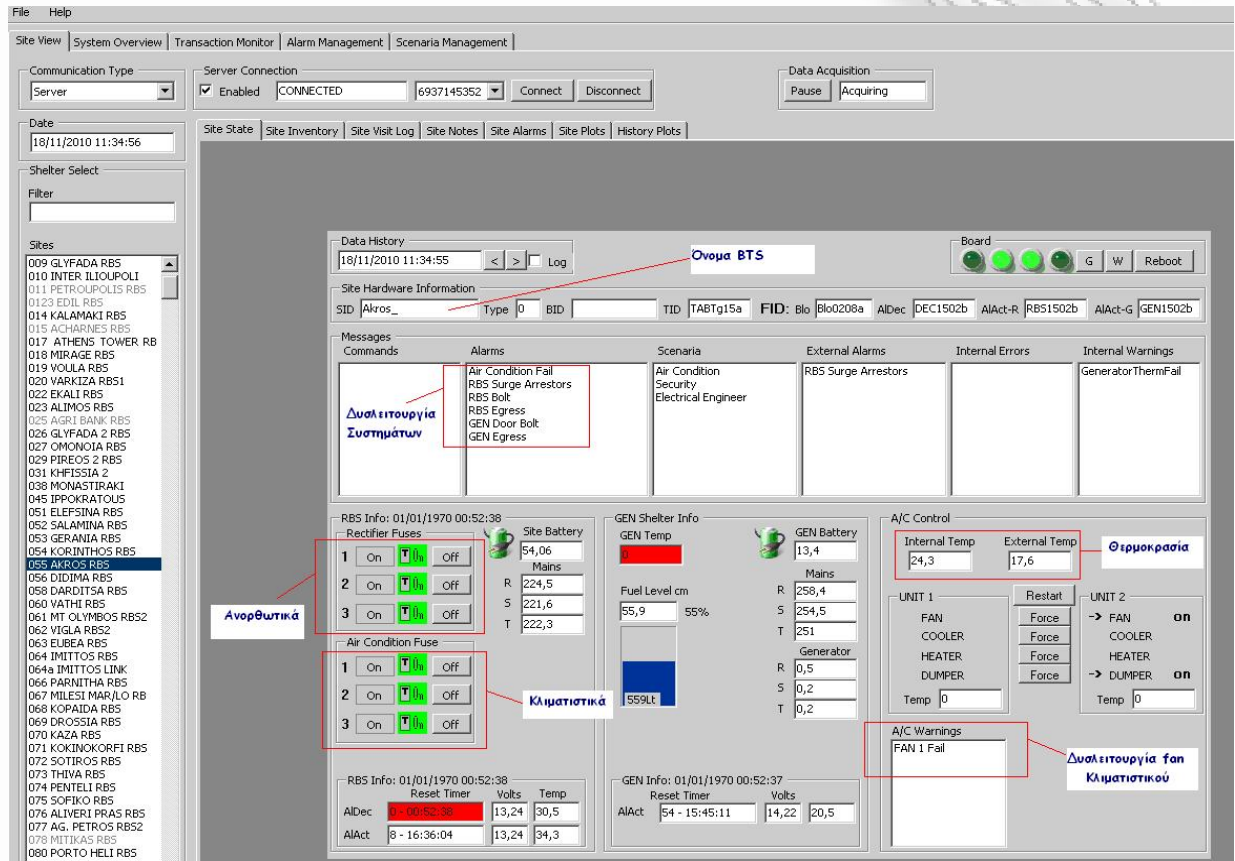 File Help
Site View System Overview Transaction Monitor Alarm Management Scenaria Management
Communication Type
Server
Server Connection
Enabled CONNECTED 6937145352 Connect Disconnect
Data Acquisition
Pause Acquiring
Date
18/11/2010 11:34:56
Site State Site Inventory Site Visit Log Site Notes Site Alarms Site Plots History Plots
Shelter Select
Filter
Sites
009 GLYFADA RBS
010 INTER ILIOUPOLI
011 PETROUPOLIS RBS
0123 EDIL RBS
014 KALAMAKI RBS
015 ACHARNES RBS
017 ATHENS TOWER RB
018 MIRAGE RBS
019 VOULA RBS
020 VARKIZA RBS1
022 EKALI RBS
023 ALIMOS RBS
025 AGRI BANK RBS
026 GLYFADA 2 RBS
027 OMONOIA RBS
029 PIREOS 2 RBS
031 KHFISSIA 2
038 MONASTIRAKI
045 IPPOKRATOUS
051 ELEFSINA RBS
052 SALAMINA RBS
053 GERANIA RBS
054 KORINTHOS RBS
055 AKROS RBS
056 DIDIMA RBS
058 DARDITSA RBS
060 VATHI RBS
061 MT OLYMBOS RBS2
062 VIGLA RBS2
063 EUBEA RBS
064 IMITTOS RBS
064a IMITTOS LINK
066 PARNITHA RBS
067 MILESI MAR/LO RB
068 KOPAIDA RBS
069 DROSSIA RBS
070 KAZA RBS
071 KOKINOKORFI RBS
072 SOTIROS RBS
073 THIVA RBS
074 PENTELI RBS
075 SOFIKO RBS
076 ALIVERI PRAS RBS
077 AG. PETROS RBS2
078 MITIKAS RBS
080 PORTO HELI RBS
Data History
18/11/2010 11:34:55 < > Log
Όνομα BTS
Board
G W Reboot
Site Hardware Information
SID Akros_ Type 0 BID TID TABTg15a FID: Blo Blo0208a AlDec DEC1502b AlAct-R RBS1502b AlAct-G GEN1502b
Messages
Commands
Alarms
Air Condition Fail
RBS Surge Arrestors
RBS Bolt
RBS Egress
GEN Door Bolt
GEN Egress
Δυσλειτουργία
Συστημάτων
Scenaria
Air Condition
Security
Electrical Engineer
External Alarms
RBS Surge Arrestors
Internal Errors
Internal Warnings
GeneratorThermFail
RBS Info: 01/01/1970 00:52:38
Rectifier Fuses
1 On T Off
2 On T Off
3 On T Off
Ανορθωτικά
Site Battery
54,06
Mains
R 224,5
S 221,6
T 222,3
Air Condition Fuse
1 On T Off
2 On T Off
3 On T Off
Κλιματιστικά
GEN Shelter Info
GEN Temp
0
Fuel Level cm
55,9 55%
559Lt
GEN Battery
13,4
Mains
R 258,4
S 254,5
T 251
Generator
R 0,5
S 0,2
T 0,2
A/C Control
Internal Temp External Temp
24,3 17,6
Θερμοκρασία
UNIT 1 Restart UNIT 2
FAN Force -> FAN on
COOLER Force COOLER
HEATER Force HEATER
DUMPER Force -> DUMPER on
Temp 0 Temp 0
A/C Warnings
FAN 1 Fail
Δυσλειτουργία fan
Κλιματιστικού
RBS Info: 01/01/1970 00:52:38
Reset Timer Volts Temp
AlDec 0 - 00:52:38 13,24 30,5
AlAct 8 - 16:36:04 13,24 34,3
GEN Info: 01/01/1970 00:52:37
Reset Timer Volts
AlAct 54 - 15:45:11 14,22 20,5